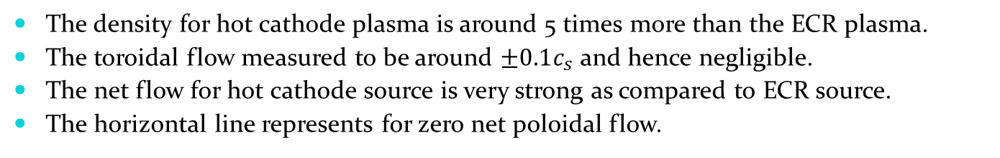 • The density for hot cathode plasma is around 5 times more than the ECR plasma.
• The toroidal flow measured to be around ±0.1cₛ and hence negligible.
• The net flow for hot cathode source is very strong as compared to ECR source.
• The horizontal line represents for zero net poloidal flow.